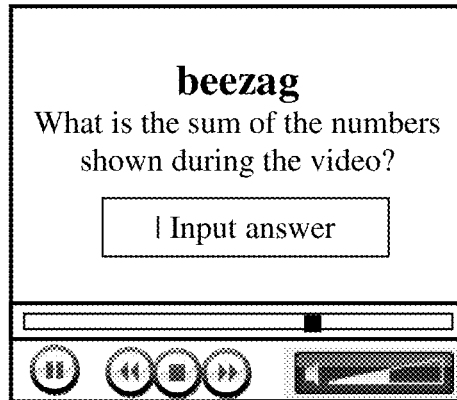 beezag
What is the sum of the numbers
shown during the video?
Input answer